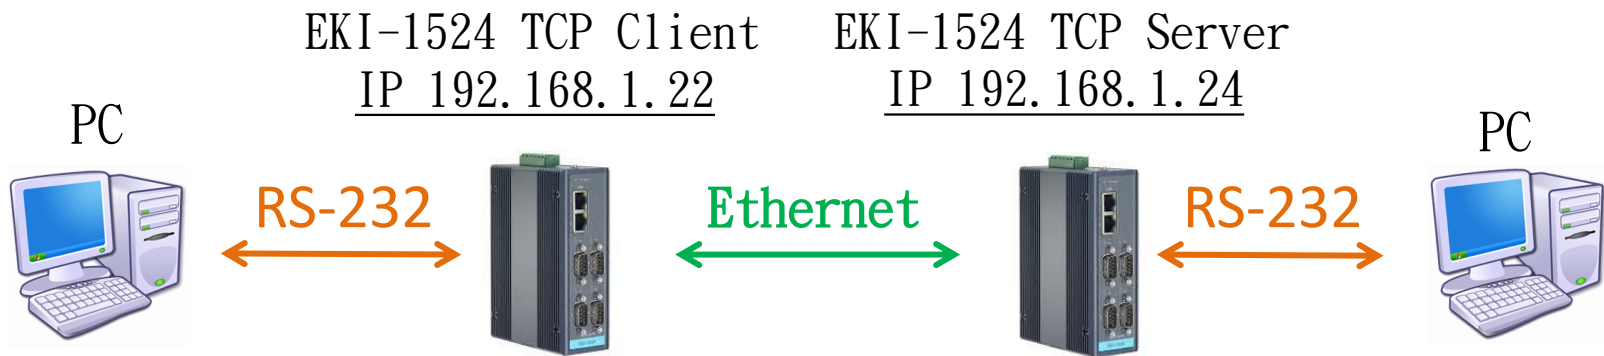 EKI-1524 TCP Client
IP 192.168.1.22
EKI-1524 TCP Server
IP 192.168.1.24
PC
RS-232
Ethernet
RS-232
PC